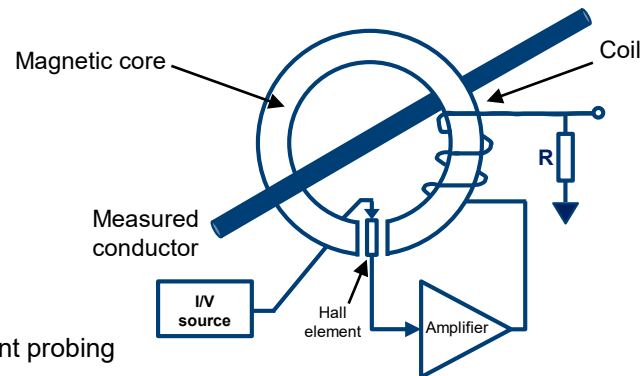 Magnetic core
Coil
R
Measured
conductor
I/V
source
Hall
element
Amplifier
nt probing